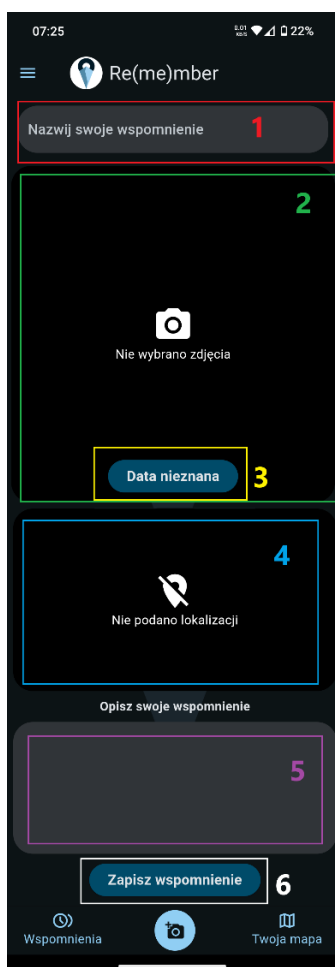 07:25
0.01
KB/S
22%
Re(me)mber
Nazwij swoje wspomnienie
1
2
Nie wybrano zdjęcia
Data nieznana
3
4
Nie podano lokalizacji
Opisz swoje wspomnienie
5
Zapisz wspomnienie
6
Wspomnienia
Twoja mapa